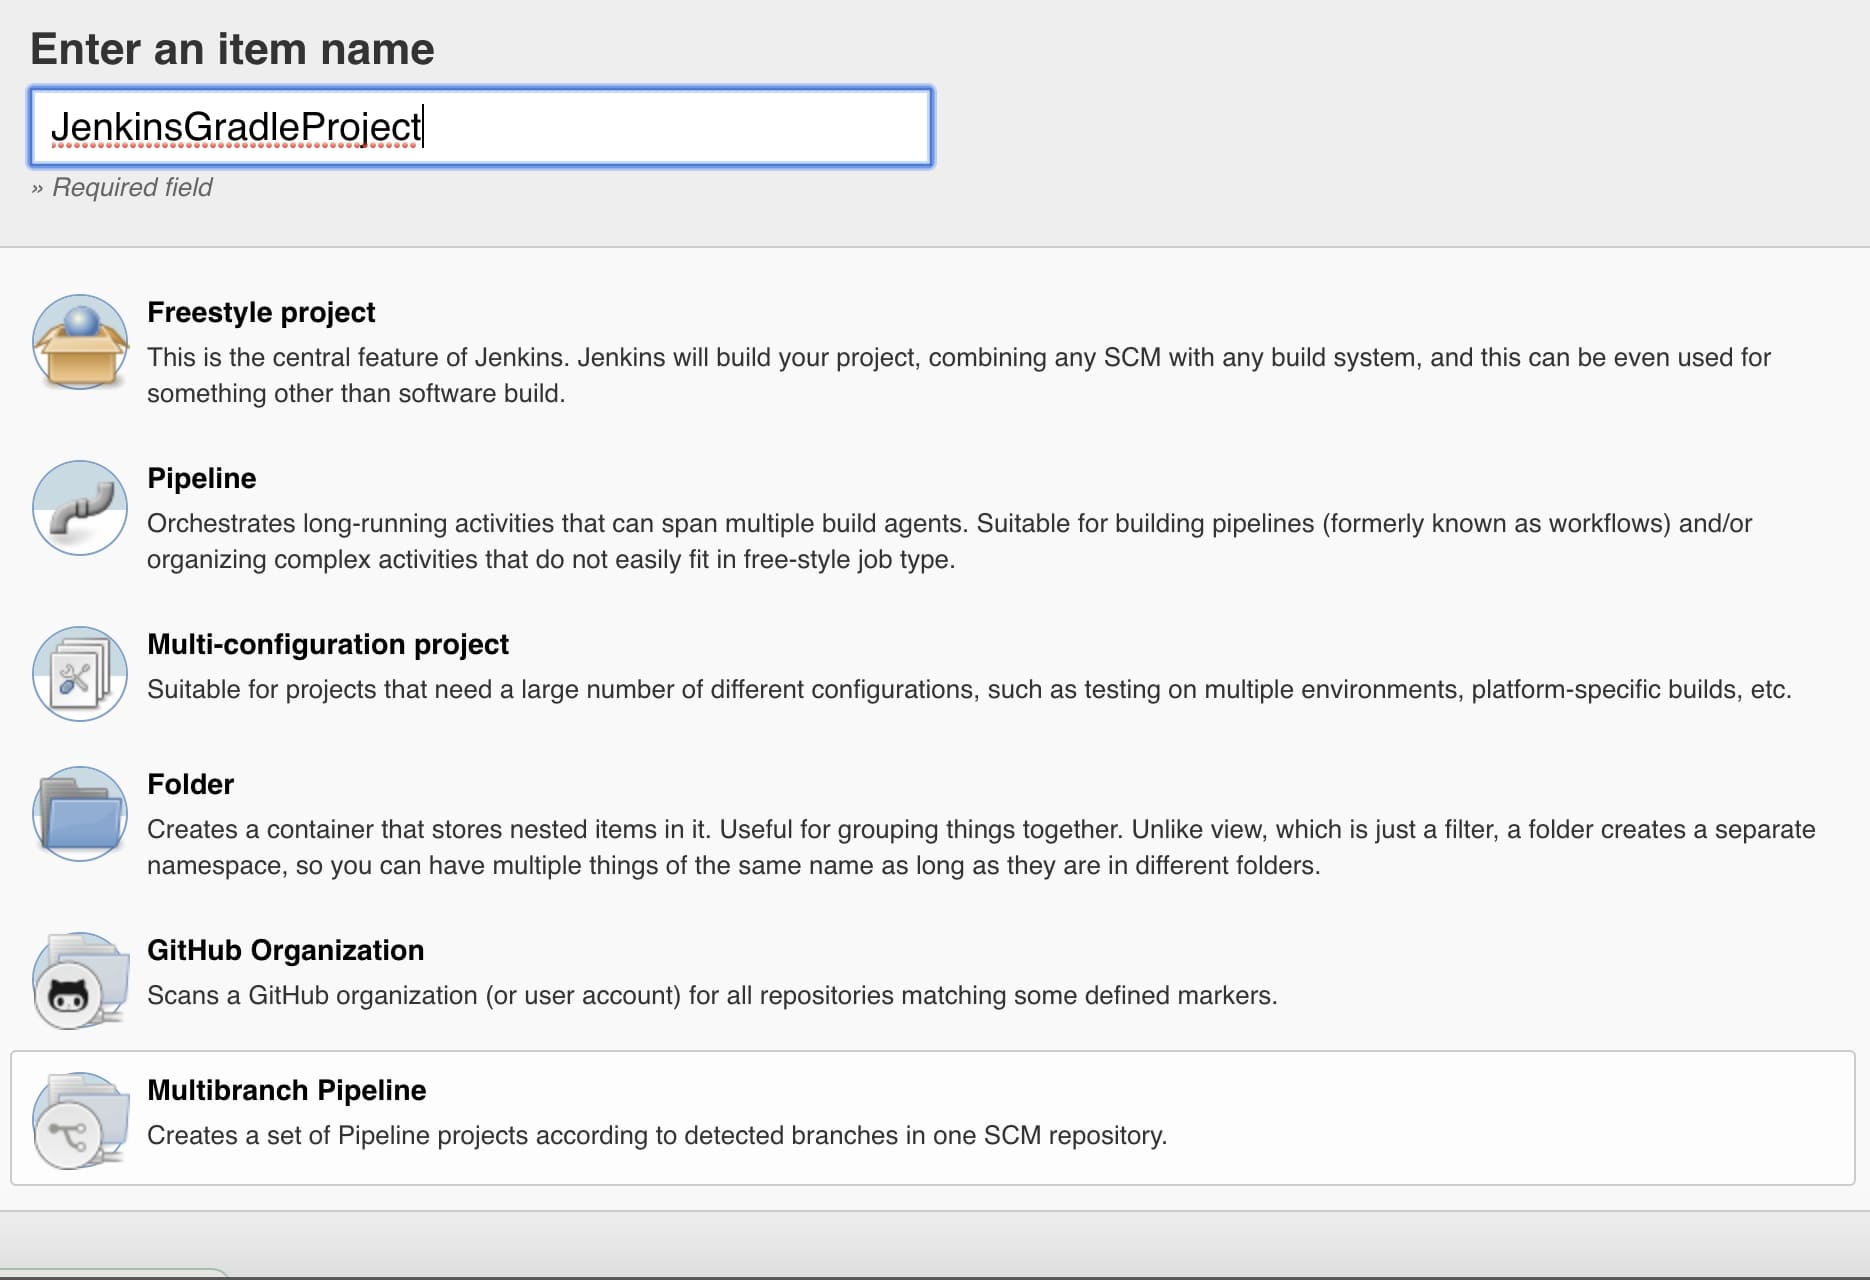 Enter an item name
JenkinsGradleProject
» Required field
Freestyle project
This is the central feature of Jenkins. Jenkins will build your project, combining any SCM with any build system, and this can be even used for
something other than software build.
Pipeline
Orchestrates long-running activities that can span multiple build agents. Suitable for building pipelines (formerly known as workflows) and/or
organizing complex activities that do not easily fit in free-style job type.
Multi-configuration project
Suitable for projects that need a large number of different configurations, such as testing on multiple environments, platform-specific builds, etc.
Folder
Creates a container that stores nested items in it. Useful for grouping things together. Unlike view, which is just a filter, a folder creates a separate
namespace, so you can have multiple things of the same name as long as they are in different folders.
GitHub Organization
Scans a GitHub organization (or user account) for all repositories matching some defined markers.
Multibranch Pipeline
Creates a set of Pipeline projects according to detected branches in one SCM repository.